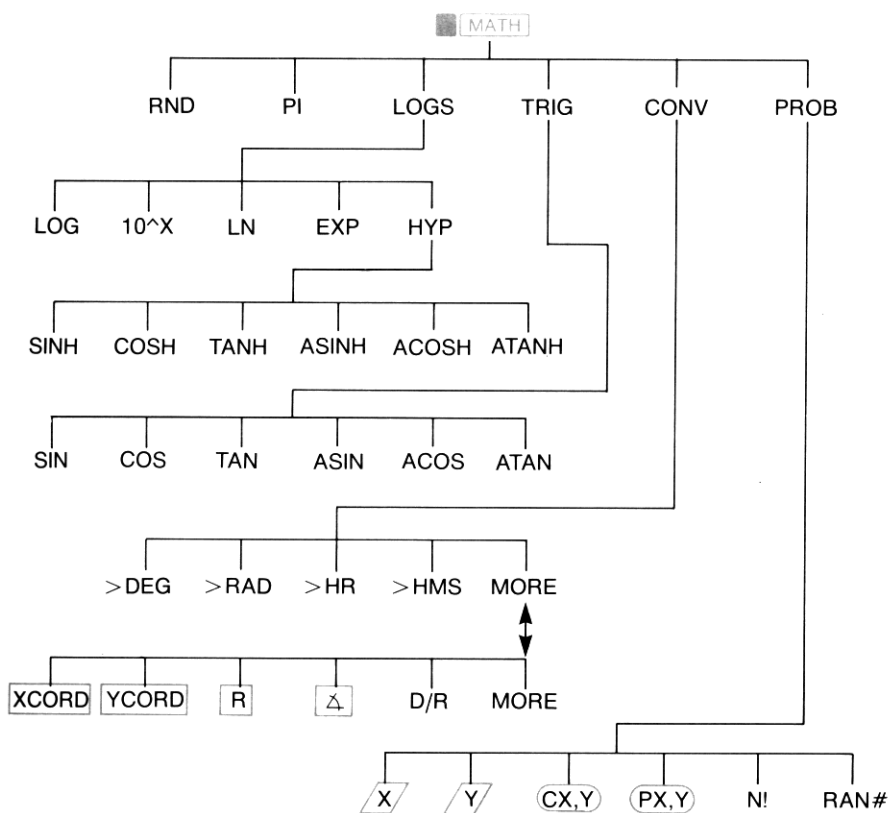 MATH
RND PI LOGS TRIG CONV PROB
LOG 10^X LN EXP HYP
SINH COSH TANH ASINH ACOSH ATANH
SIN COS TAN ASIN ACOS ATAN
>DEG >RAD >HR >HMS MORE
XCORD YCORD R ∡ D/R MORE
X Y CX,Y PX,Y N! RAN#